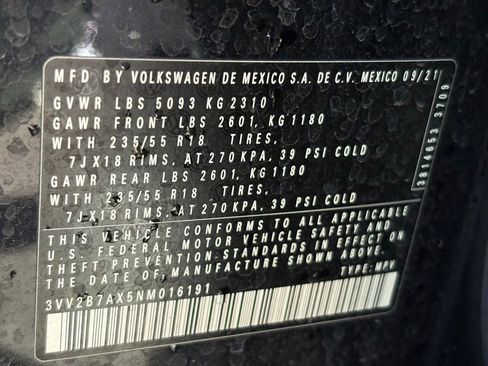 MFD BY VOLKSWAGEN DE MEXICO S.A. DE C.V. MEXICO 09/21
GVWR LBS 5093 KG 2310
GAWR FRONT LBS 2601, KG 1180
WITH 235/55 R18 TIRES,
7JX18 RIMS, AT 270 KPA, 39 PSI COLD
GAWR REAR LBS 2601, KG 1180
WITH 235/55 R18 TIRES,
7JX18 RIMS, AT 270 KPA, 39 PSI COLD
THIS VEHICLE CONFORMS TO ALL APPLICABLE
U.S. FEDERAL MOTOR VEHICLE SAFETY, BUMPER AND
THEFT PREVENTION STANDARDS IN EFFECT ON
THE DATE OF MANUFACTURE SHOWN ABOVE.
3VV2B7AX5NM016191 TYPE: MPV
3814653 3709